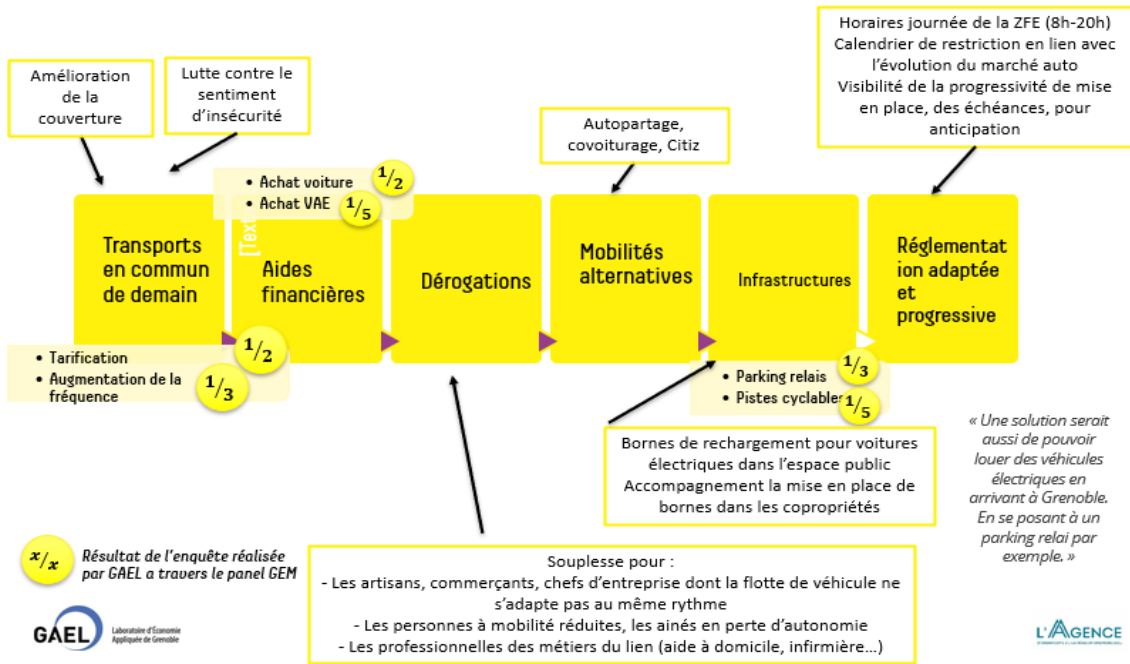 Amélioration
de la
couverture
Lutte contre le
sentiment
d'insécurité
Autopartage,
covoiturage, Citiz
Horaires journée de la ZFE (8h-20h)
Calendrier de restriction en lien avec
l'évolution du marché auto
Visibilité de la progressivité de mise
en place, des échéances, pour
anticipation
• Achat voiture 1/2
• Achat VAE 1/5
[Tex
Transports
en commun
de demain
Aides
financières
Dérogations
Mobilités
alternatives
Infrastructures
Réglementat
ion adaptée
et
progressive
• Tarification 1/2
• Augmentation de la
fréquence 1/3
• Parking relais 1/3
• Pistes cyclables 1/5
Bornes de rechargement pour voitures
électriques dans l'espace public
Accompagnement la mise en place de
bornes dans les copropriétés
« Une solution serait
aussi de pouvoir
louer des véhicules
électriques en
arrivant à Grenoble.
En se posant à un
parking relai par
exemple. »
x/x Résultat de l'enquête réalisée
par GAEL a travers le panel GEM
Souplesse pour :
- Les artisans, commerçants, chefs d'entreprise dont la flotte de véhicule ne
s'adapte pas au même rythme
- Les personnes à mobilité réduites, les ainés en perte d'autonomie
- Les professionnelles des métiers du lien (aide à domicile, infirmière…)
GAEL
Laboratoire d'Économie
Appliquée de Grenoble
L'AGENCE